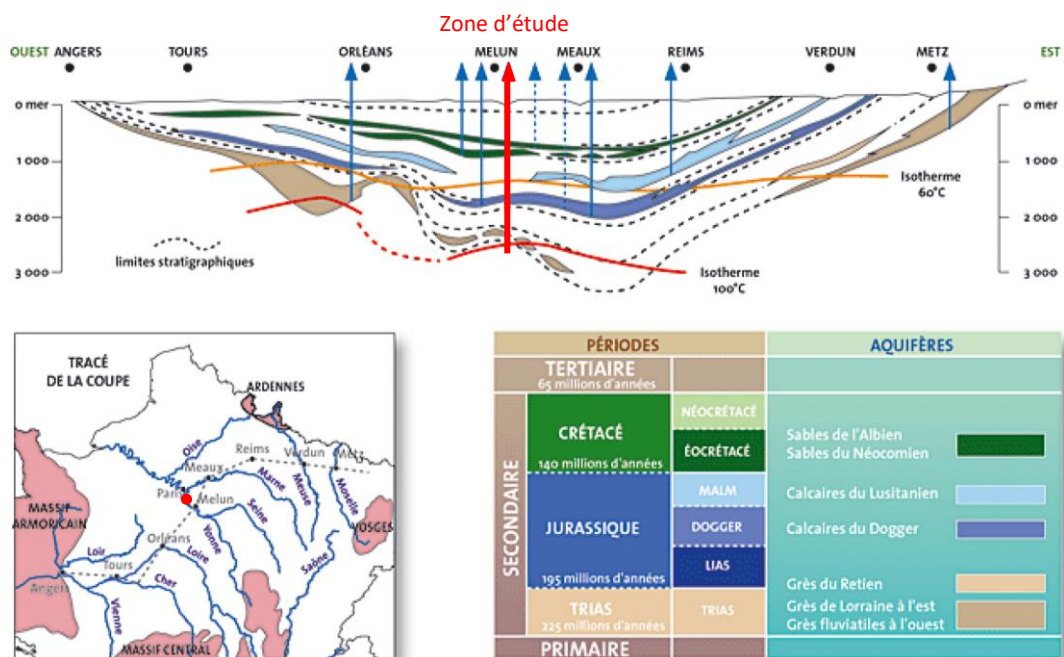 Zone d'étude
OUEST ANGERS TOURS ORLÉANS MELUN MEAUX REIMS VERDUN METZ EST
0 mer 0 mer
1 000 1 000
Isotherme
60°C
2 000 2 000
limites stratigraphiques
3 000 3 000
Isotherme
100°C
TRACÉ
DE LA COUPE
ARDENNES
Oise
Reims Verdun Metz
Meaux
Marne
Meuse
Moselle
Paris
Melun
Seine
MASSIF
ARMORICAIN
VOSGES
Yonne
Orléans
Loir
Loire
Saône
Tours
Angers
Cher
Vienne
MASSIF CENTRAL
PÉRIODES AQUIFÈRES
TERTIAIRE
65 millions d'années
SECONDAIRE
CRÉTACÉ
140 millions d'années
NÉOCRÉTACÉ
ÉOCRÉTACÉ
Sables de l'Albien
Sables du Néocomien
JURASSIQUE
195 millions d'années
MALM
Calcaires du Lusitanien
DOGGER
Calcaires du Dogger
LIAS
TRIAS
225 millions d'années
TRIAS
Grès du Retien
Grès de Lorraine à l'est
Grès fluviatiles à l'ouest
PRIMAIRE